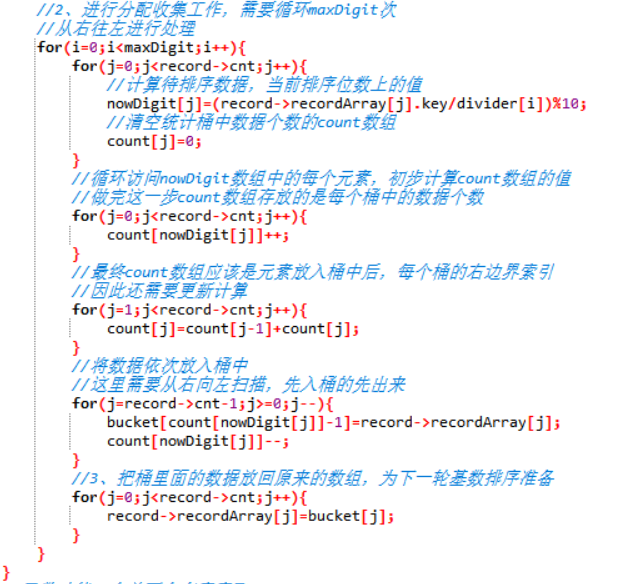 //2、进行分配收集工作，需要循环maxDigit次
//从右往左进行处理
for(i=0;i<maxDigit;i++){
for(j=0;j<record->cnt;j++){
//计算待排序数据，当前排序位数上的值
nowDigit[j]=(record->recordArray[j].key/divider[i])%10;
//清空统计桶中数据个数的count数组
count[j]=0;
}
//循环访问nowDigit数组中的每个元素，初步计算count数组的值
//做完这一步count数组存放的是每个桶中的数据个数
for(j=0;j<record->cnt;j++){
count[nowDigit[j]]++;
}
//最终count数组应该是元素放入桶中后，每个桶的右边界索引
//因此还需要更新计算
for(j=1;j<record->cnt;j++){
count[j]=count[j-1]+count[j];
}
//将数据依次放入桶中
//这里需要从右向左扫描，先入桶的先出来
for(j=record->cnt-1;j>=0;j--){
bucket[count[nowDigit[j]]-1]=record->recordArray[j];
count[nowDigit[j]]--;
}
//3、把桶里面的数据放回原来的数组，为下一轮基数排序准备
for(j=0;j<record->cnt;j++){
record->recordArray[j]=bucket[j];
}
}
}